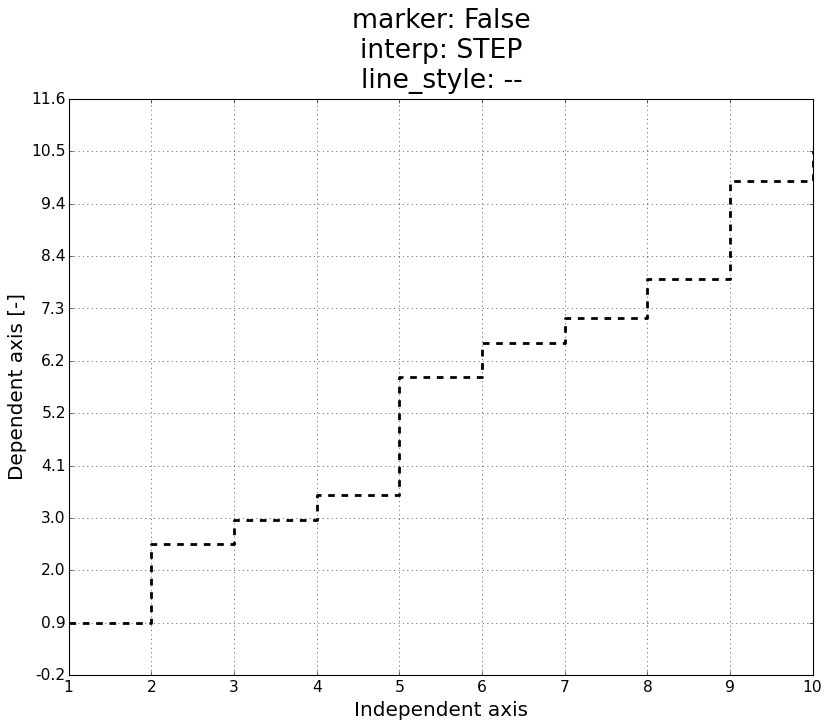 marker: False
interp: STEP
line_style: --
11.6
10.5
9.4
8.4
7.3
6.2
5.2
4.1
3.0
2.0
0.9
-0.2
Dependent axis [-]
1 2 3 4 5 6 7 8 9 10
Independent axis